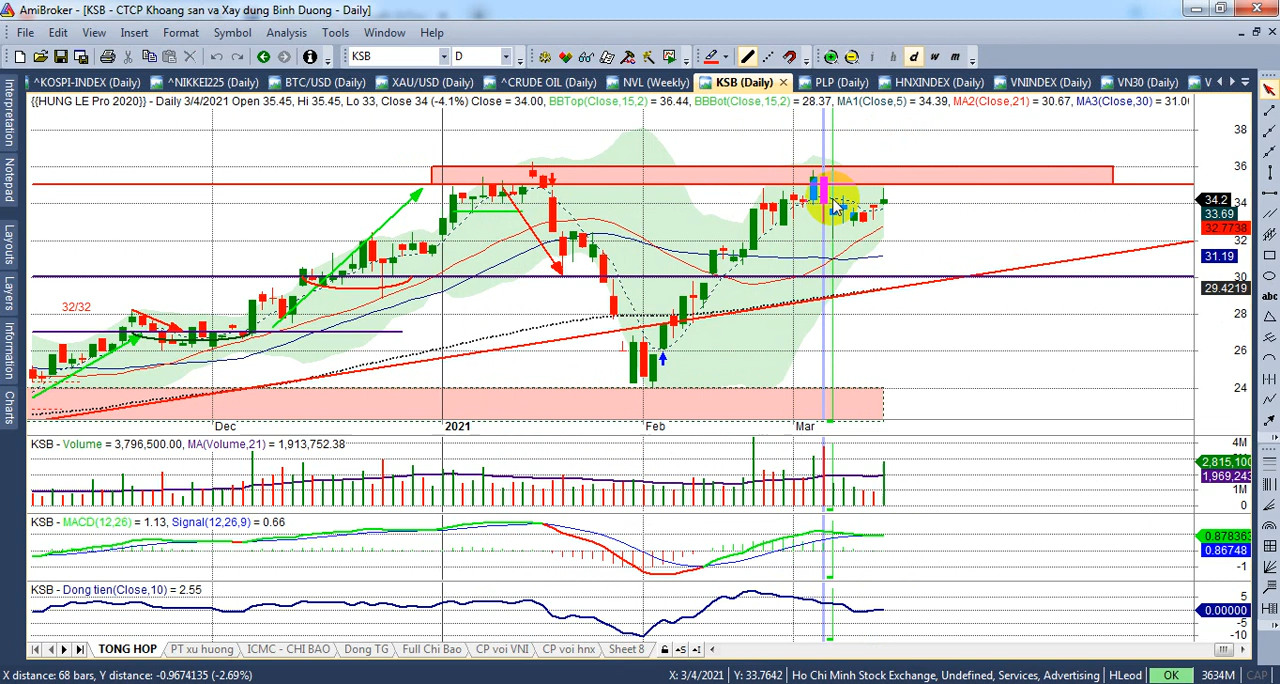 AmiBroker - [KSB - CTCP Khoang san va Xay dung Binh Duong - Daily]
File Edit View Insert Format Symbol Analysis Tools Window Help
KSB D i h d w m
^KOSPI-INDEX (Daily) ^NIKKEI225 (Daily) BTC/USD (Daily) XAU/USD (Daily) ^CRUDE OIL (Daily) NVL (Weekly) KSB (Daily) PLP (Daily) HNXINDEX (Daily) VNINDEX (Daily) VN30 (Daily) V
{{HUNG LE Pro 2020}} - Daily 3/4/2021 Open 35.45, Hi 35.45, Lo 33, Close 34 (-4.1%) Close = 34.00, BBTop(Close,15,2) = 36.44, BBBot(Close,15,2) = 28.37, MA1(Close,5) = 34.39, MA2(Close,21) = 30.67, MA3(Close,30) = 31.0
Interpretation
Notepad
Layers
Layouts
Information
Charts
38
36
34
34.2
33.69
32.7738
32
31.19
30
29.4219
28
26
24
32/32
Dec 2021 Feb Mar
KSB - Volume = 3,796,500.00, MA(Volume,21) = 1,913,752.38
4M
2,815,100
1,969,243
1M
0
KSB - MACD(12,26) = 1.13, Signal(12,26,9) = 0.66
0.878363
0.86748
-1
KSB - Dong tien(Close,10) = 2.55
5
0.00000
-5
-10
abc
TONG HOP PT xu huong ICMC - CHI BAO Dong TG Full Chi Bao CP voi VNI CP voi hnx Sheet 8
X distance: 68 bars, Y distance: -0.9674135 (-2.69%) X: 3/4/2021 Y: 33.7642 Ho Chi Minh Stock Exchange, Undefined, Services, Advertising HLeod OK 3634M CAP